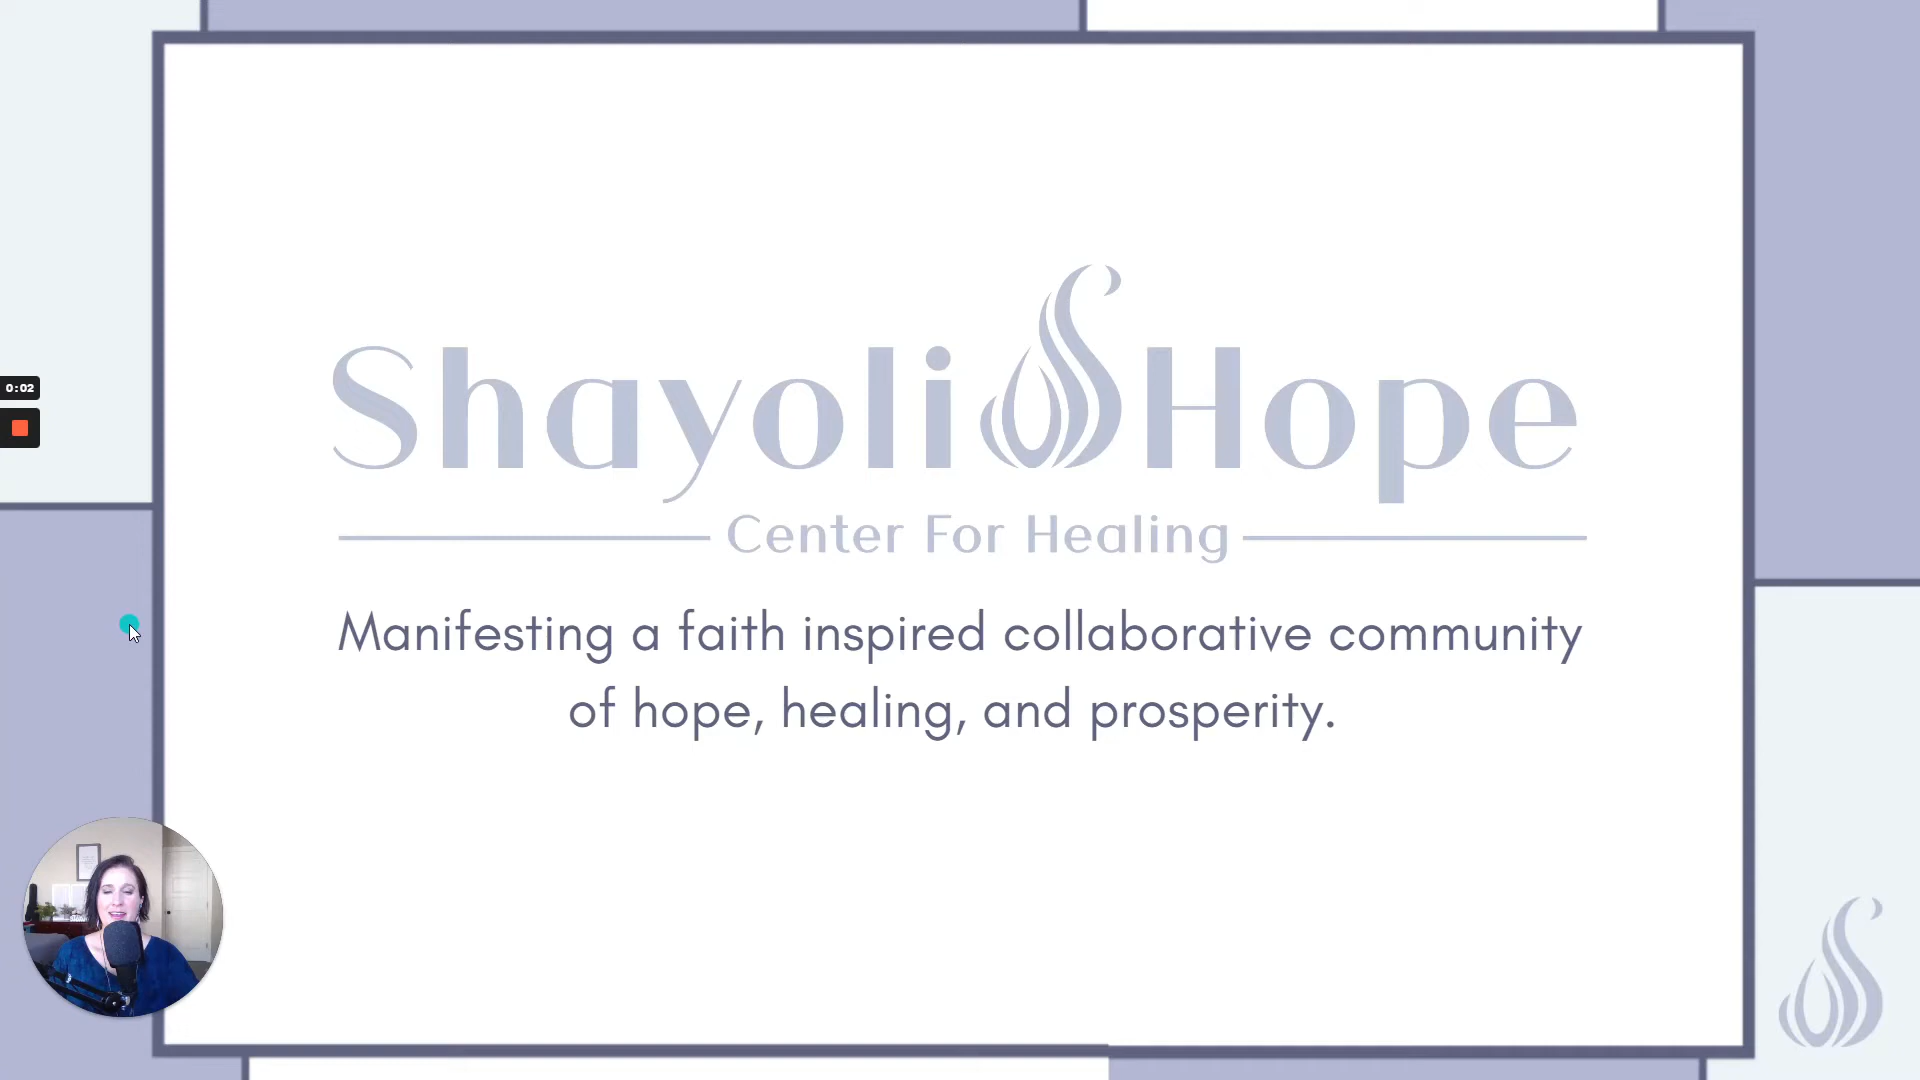 0:02
Shayoli Hope
Center For Healing
Manifesting a faith inspired collaborative community
of hope, healing, and prosperity.